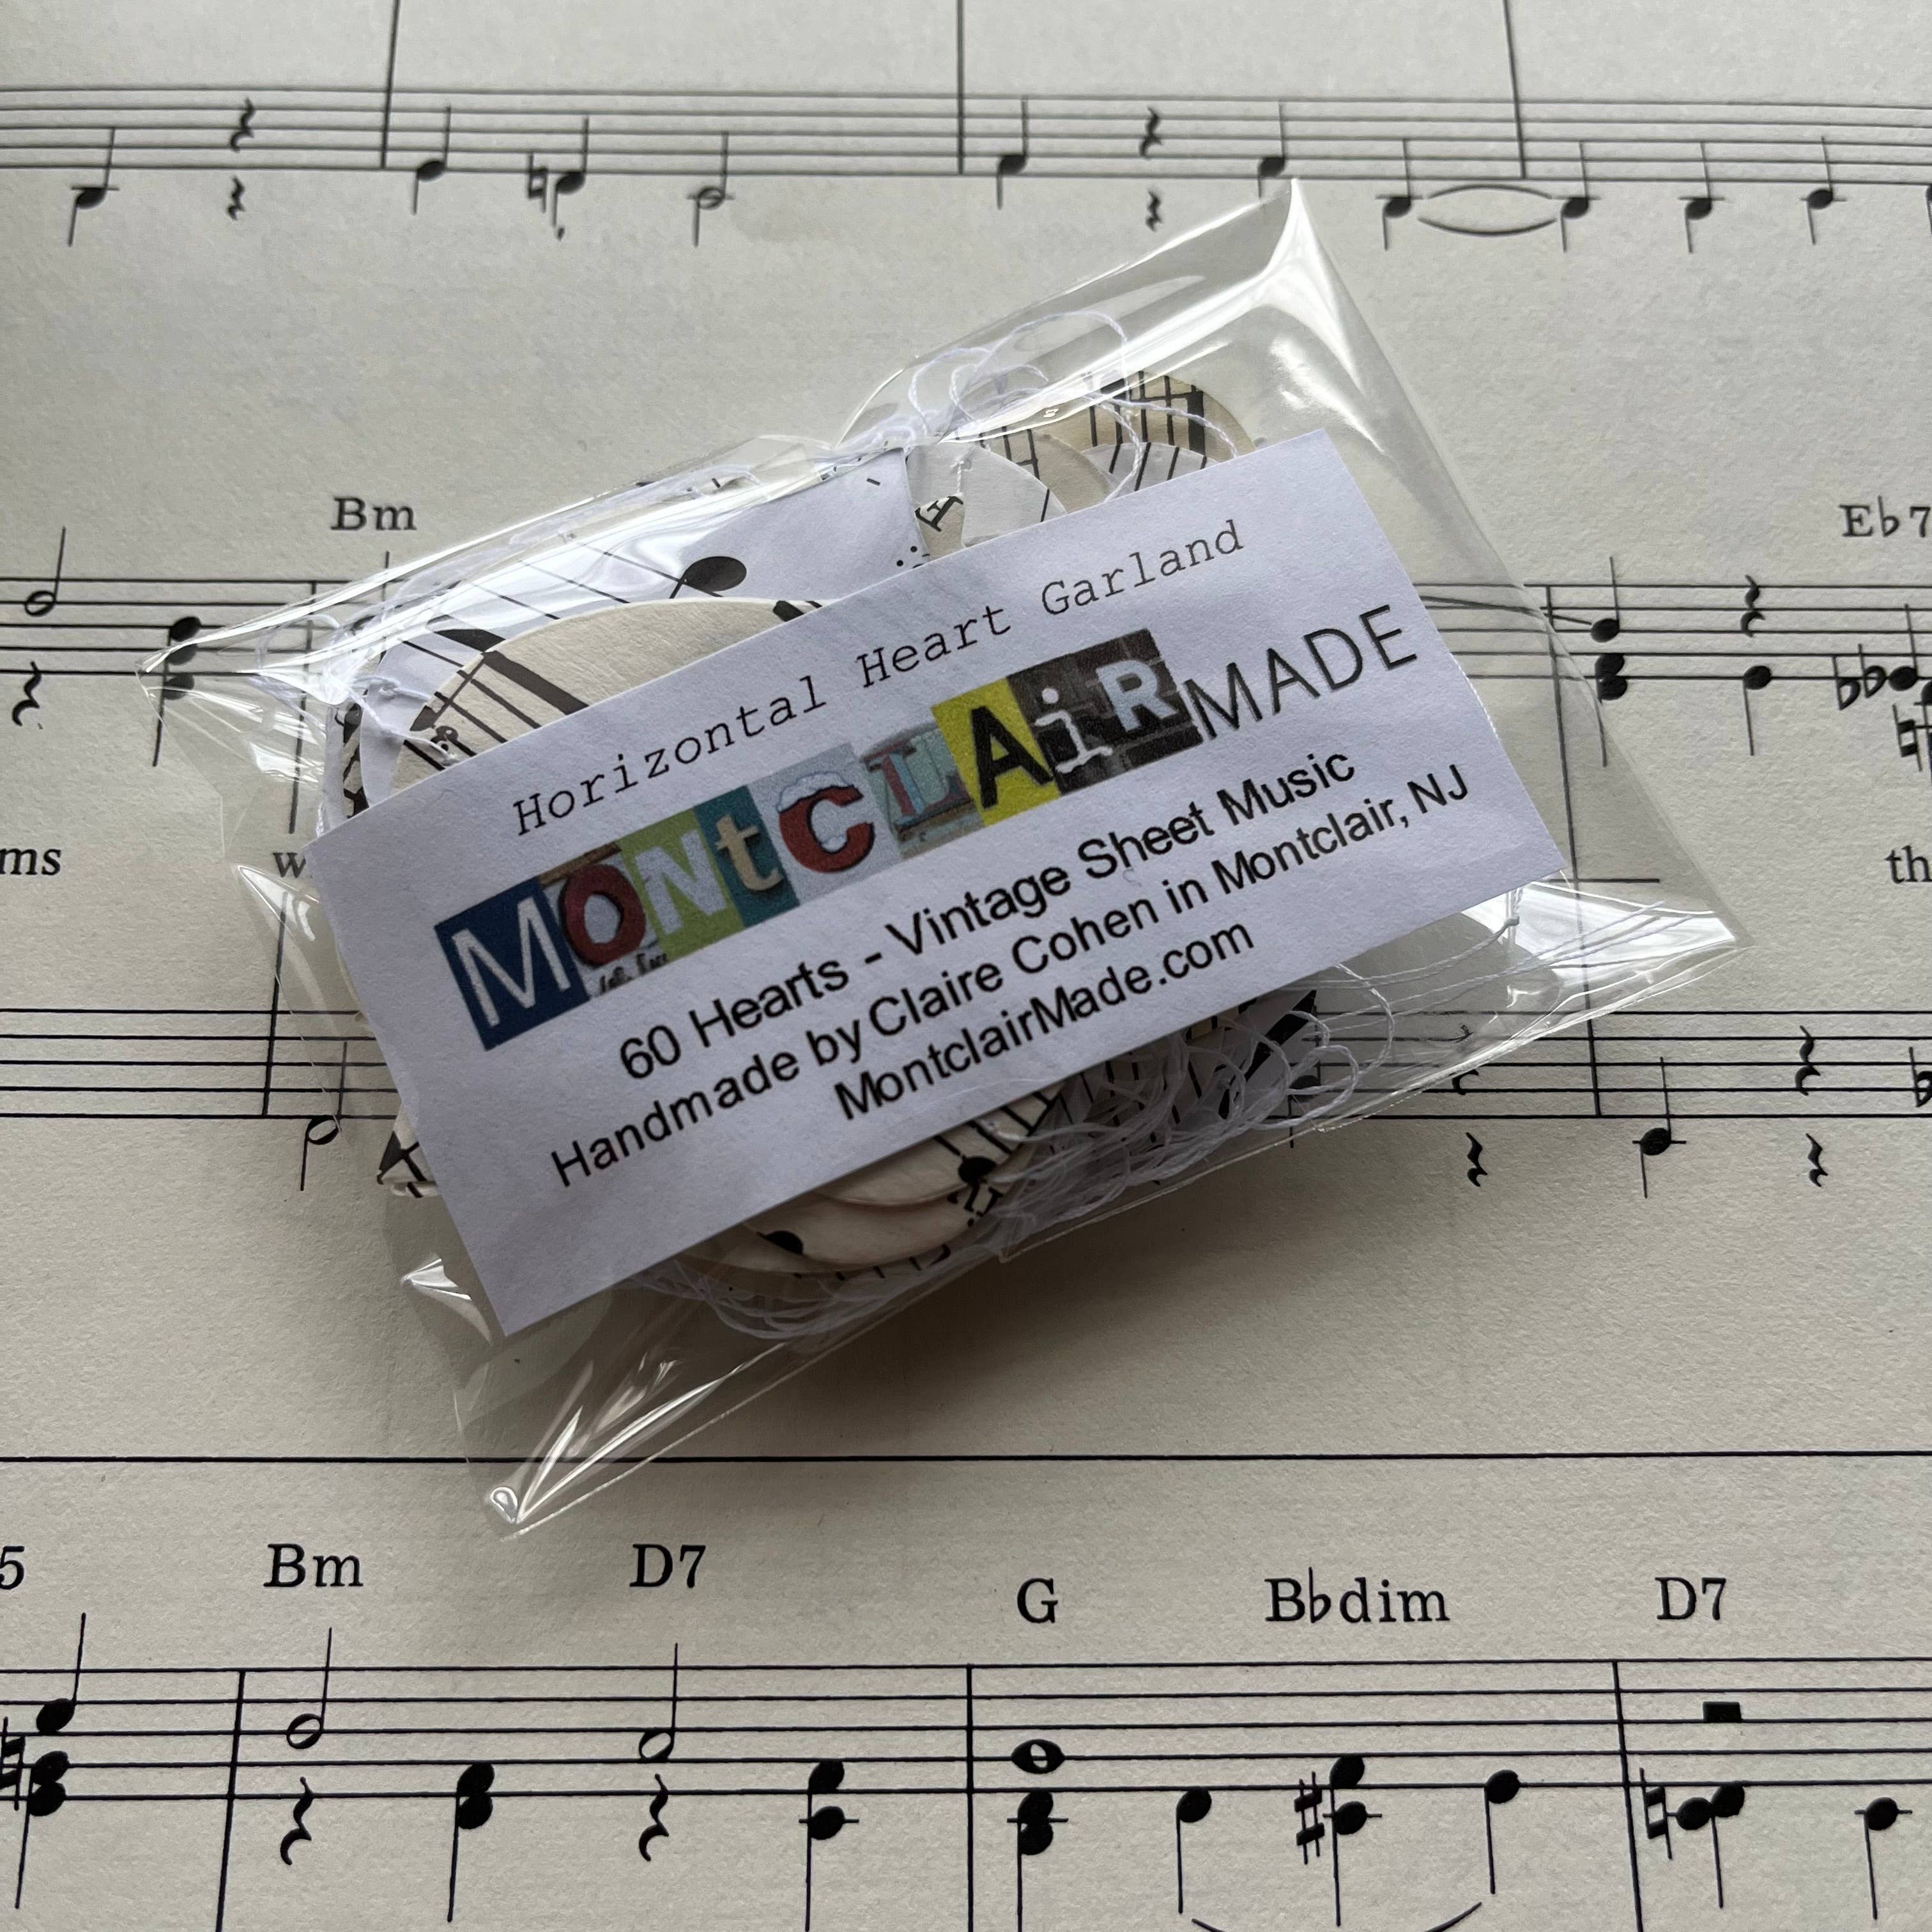 Bm
Eb7
Horizontal Heart Garland
MONtCLAiRMADE
60 Hearts - Vintage Sheet Music
Handmade by Claire Cohen in Montclair, NJ
MontclairMade.com
ms
th
5 Bm D7 G B♭dim D7